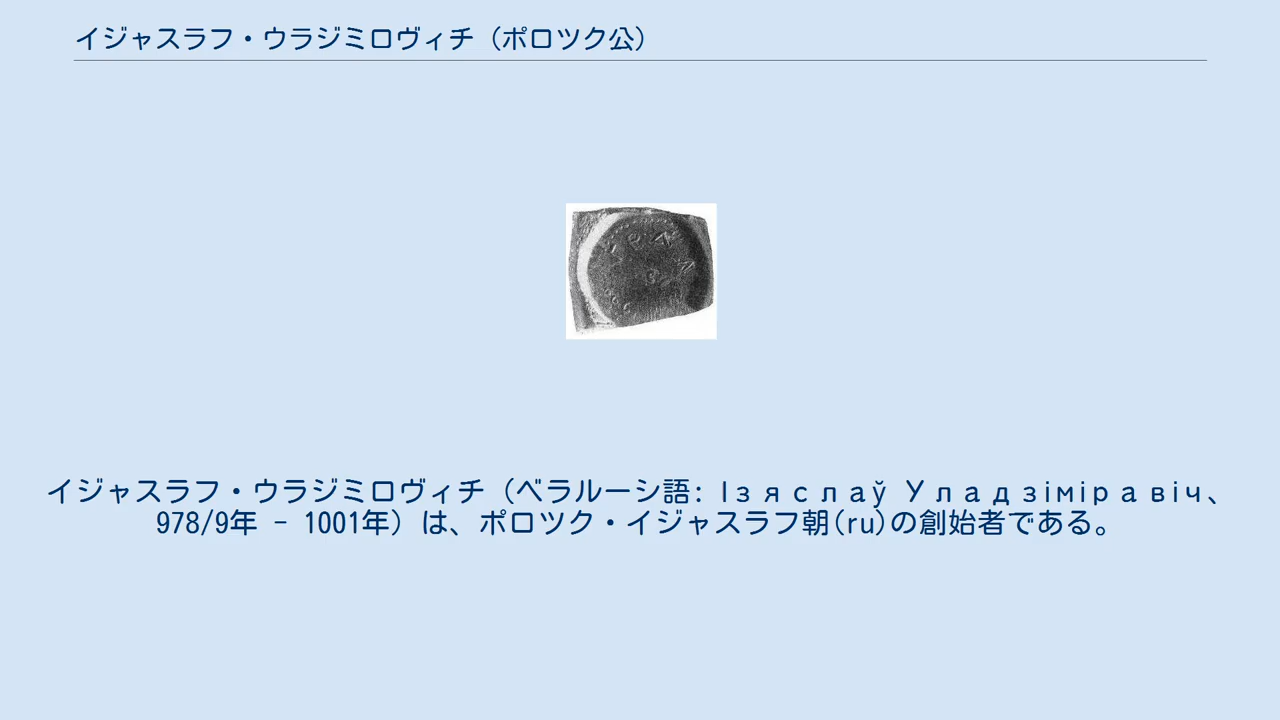 イジャスラフ・ウラジミロヴィチ（ポロツク公）
イジャスラフ・ウラジミロヴィチ（ベラルーシ語: Ізяслаў Уладзіміравіч、
978/9年 - 1001年）は、ポロツク・イジャスラフ朝(ru)の創始者である。